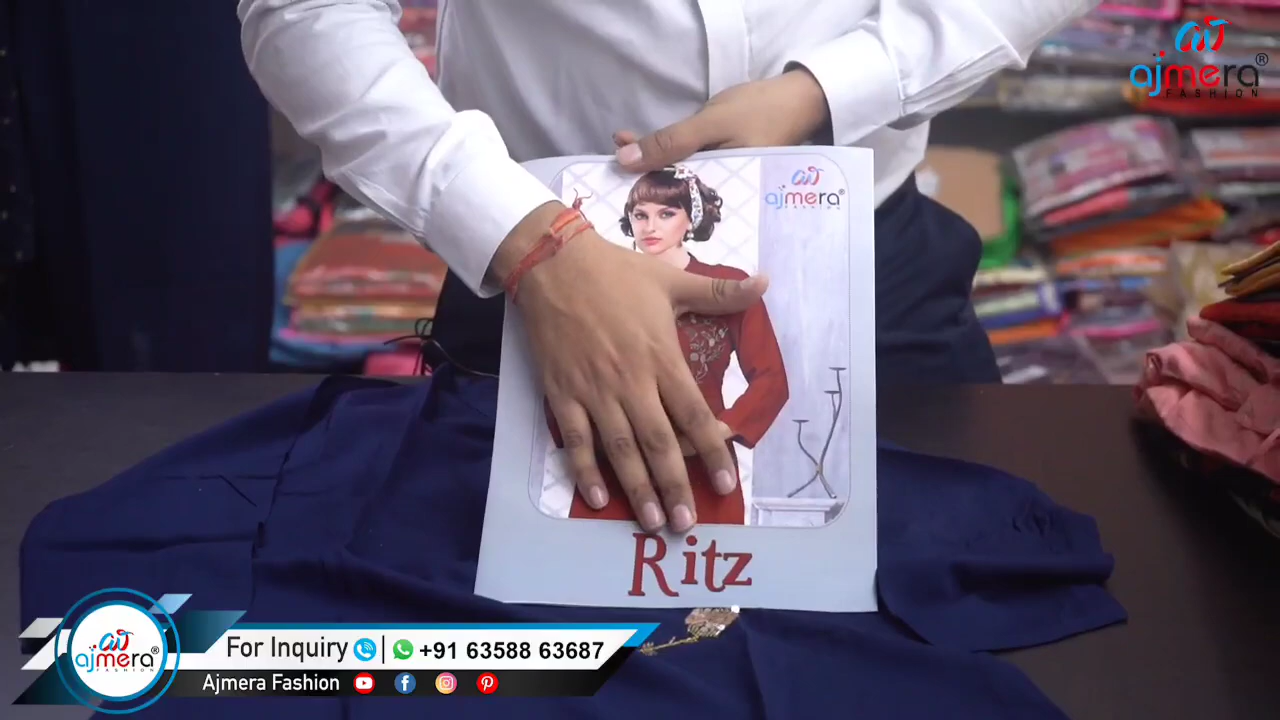 ajmera®
FASHION
ajmera®
FASHION
Ritz
ajmera®
FASHION
For Inquiry | +91 63588 63687
Ajmera Fashion